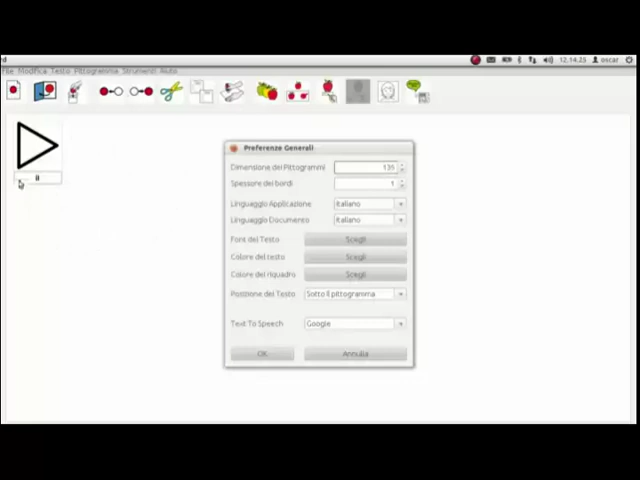 rd
12.14.25 oscar
File Modifica Testo Pittogramma Strumenti Aiuto
il
Preferenze Generali
Dimensione dei Pittogrammi
Spessore dei bordi 1
Linguaggio Applicazione Italiano
Linguaggio Documento Italiano
Font del Testo Scegli
Colore del testo Scegli
Colore del riquadro Scegli
Posizione del Testo Sotto il pittogramma
Text To Speech Google
OK Annulla